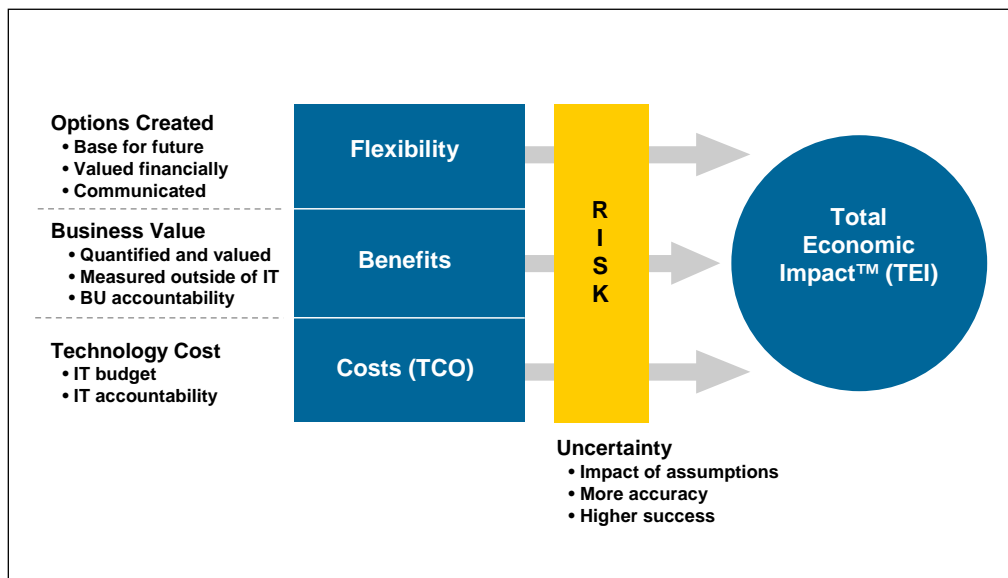 Options Created
• Base for future
• Valued financially
• Communicated
Flexibility
Business Value
• Quantified and valued
• Measured outside of IT
• BU accountability
Benefits
Technology Cost
• IT budget
• IT accountability
Costs (TCO)
R
I
S
K
Total
Economic
Impact™ (TEI)
Uncertainty
• Impact of assumptions
• More accuracy
• Higher success